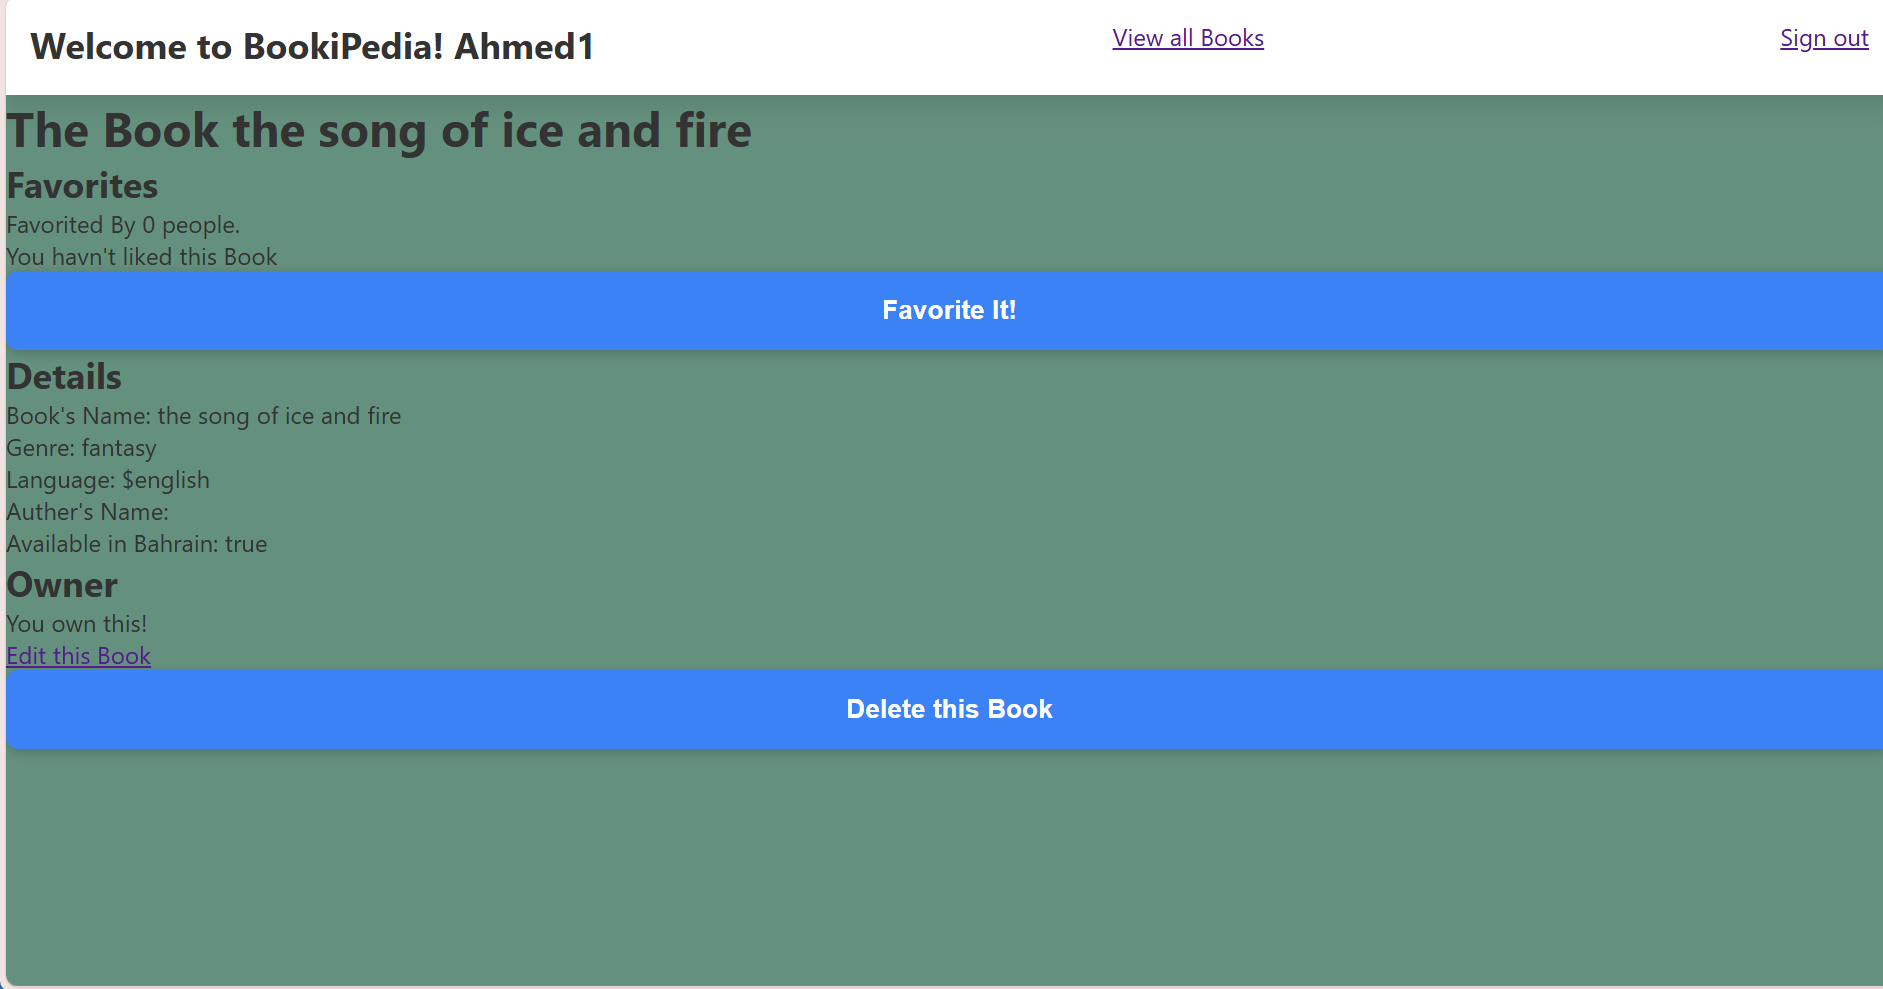 Welcome to BookiPedia! Ahmed1
View all Books
Sign out
The Book the song of ice and fire
Favorites
Favorited By 0 people.
You havn't liked this Book
Favorite It!
Details
Book's Name: the song of ice and fire
Genre: fantasy
Language: $english
Auther's Name:
Available in Bahrain: true
Owner
You own this!
Edit this Book
Delete this Book